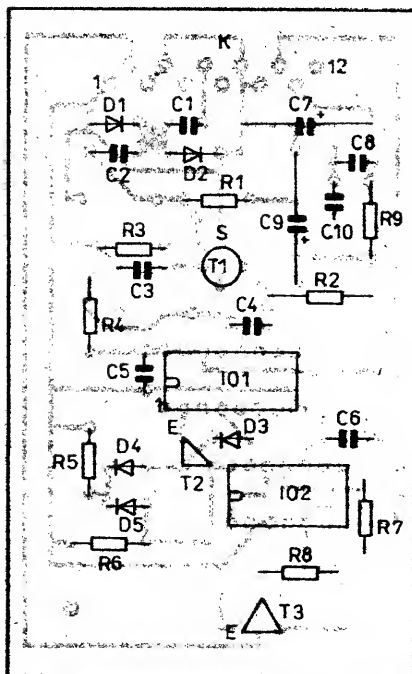 K
1 12
D1 C1 C7 +
C8
C2 D2
R1
C9 + C10 R9
R3 S
T1
C3
R2
R4 C4
C5 IO1
1
E D3 C6
R5 D4
T2 IO2
D5 R7
R6
R8
E T3